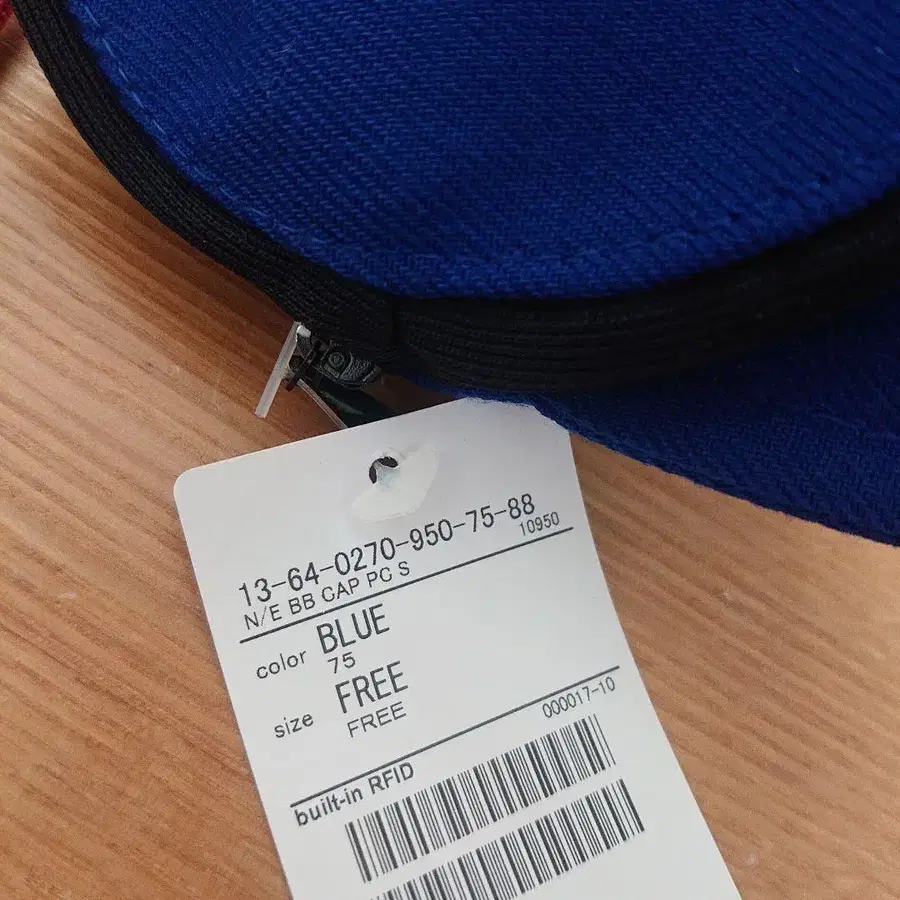 13-64-0270-950-75-88
10950
N/E BB CAP PC S
color BLUE
75
size FREE
FREE
000017-10
built-in RFID